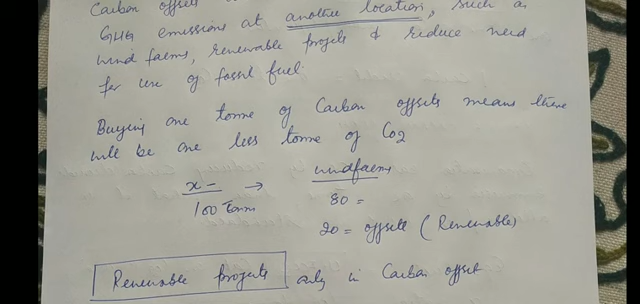 Carbon offset
GHG emissions at another location, such as
wind farms, renewable projets & reduce need
for use of fossil fuel.
Buying one tonne of Carbon offsets means there
will be one less tonne of CO2
x - → windfarms
100 Tonns 80 =
20 = offsets (Renewable)
Renewable projects only in Carbon offset